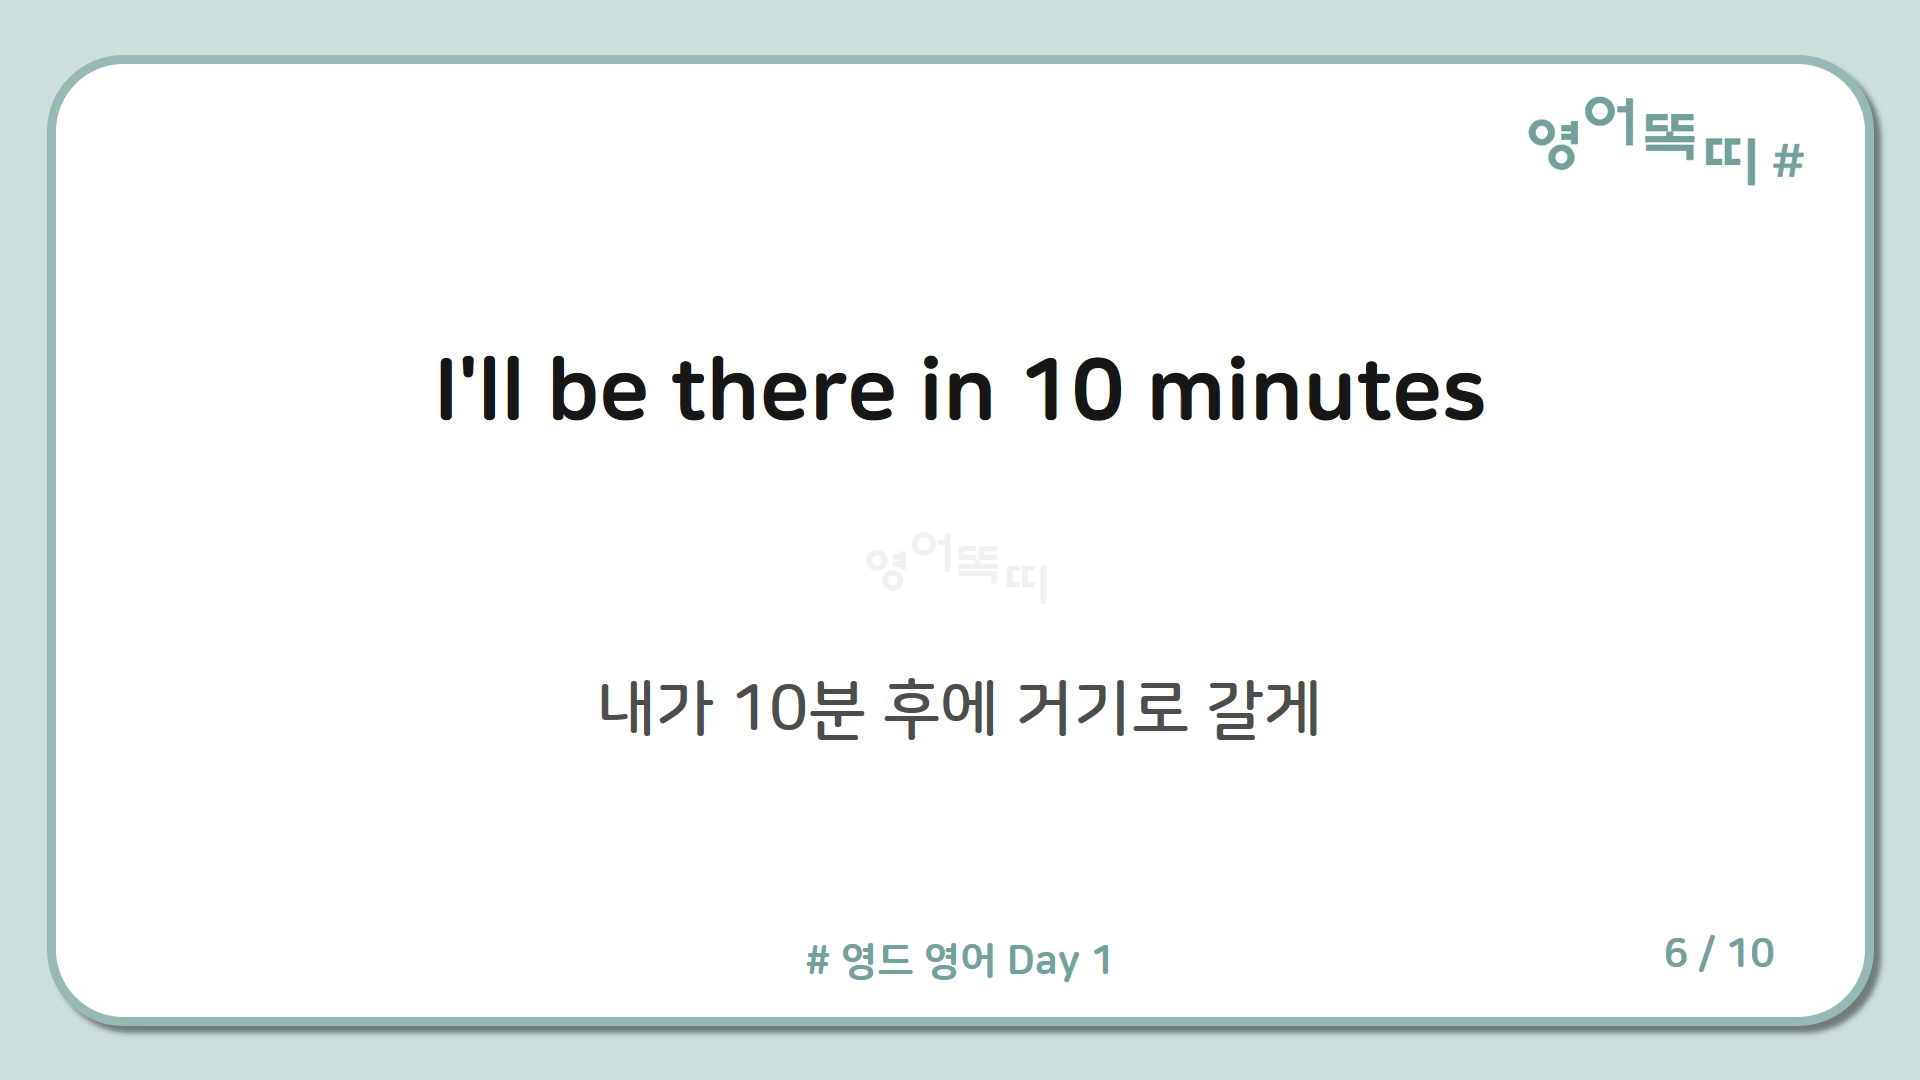 영어똑띠 #
I'll be there in 10 minutes
영어똑띠
내가 10분 후에 거기로 갈게
# 영드 영어 Day 1
6 / 10